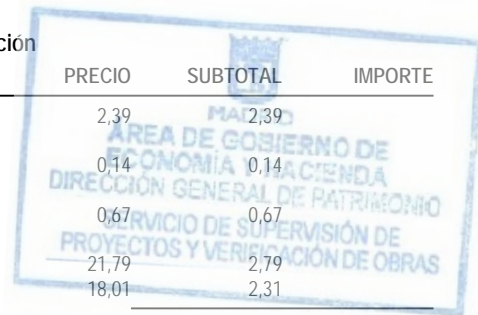 ción
PRECIO SUBTOTAL IMPORTE
2,39 2,39
MADRID
ÁREA DE GOBIERNO DE
ECONOMÍA Y HACIENDA
0,14 0,14
DIRECCIÓN GENERAL DE PATRIMONIO
0,67 0,67
SERVICIO DE SUPERVISIÓN DE
PROYECTOS Y VERIFICACIÓN DE OBRAS
21,79 2,79
18,01 2,31